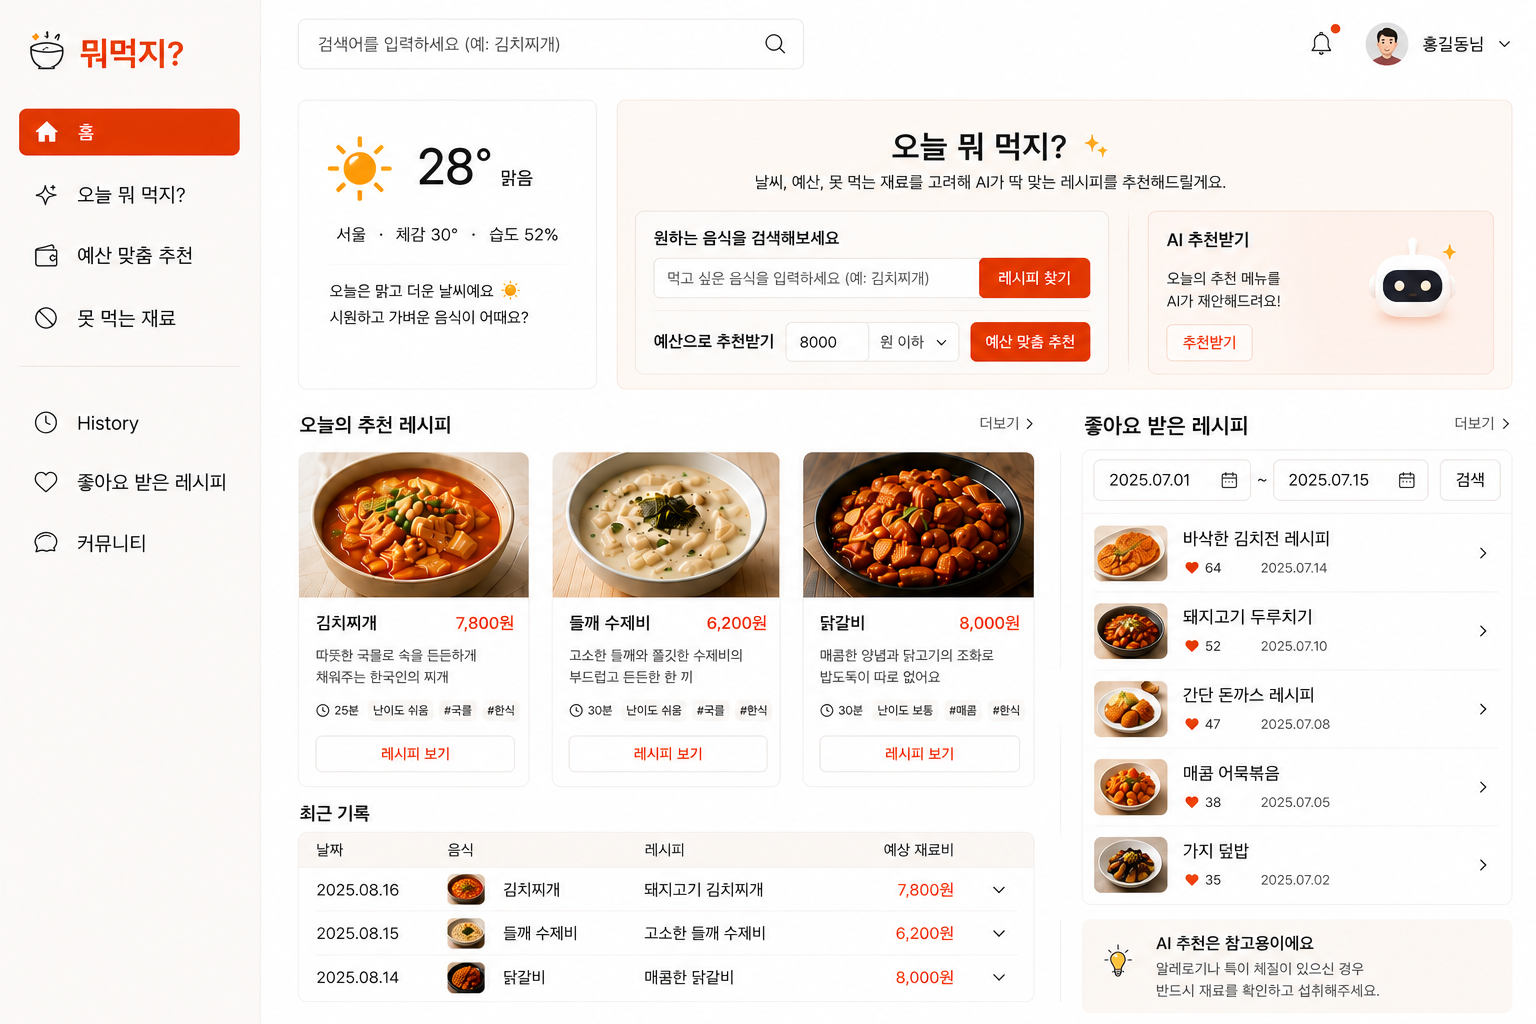 뭐먹지?
홈
오늘 뭐 먹지?
예산 맞춤 추천
못 먹는 재료
History
좋아요 받은 레시피
커뮤니티
검색어를 입력하세요 (예: 김치찌개)
홍길동님
28° 맑음
서울 · 체감 30° · 습도 52%
오늘은 맑고 더운 날씨예요
시원하고 가벼운 음식이 어때요?
오늘 뭐 먹지?
날씨, 예산, 못 먹는 재료를 고려해 AI가 딱 맞는 레시피를 추천해드릴게요.
원하는 음식을 검색해보세요
먹고 싶은 음식을 입력하세요 (예: 김치찌개) 레시피 찾기
예산으로 추천받기 8000 원 이하 예산 맞춤 추천
AI 추천받기
오늘의 추천 메뉴를
AI가 재안해드려요!
추천받기
오늘의 추천 레시피 더보기
김치찌개 7,800원
따뜻한 국믈로 속을 든든하게
채워주는 한국인의 찌개
25분 난이도 쉬움 #국믈 #한식
레시피 보기
들깨 수제비 6,200원
고소한 들깨와 쫄깃한 수제비의
부드럽고 든든한 한 끼
30분 난이도 쉬움 #국믈 #한식
레시피 보기
닭갈비 8,000원
매콤한 양념과 닭고기의 조화로
밥도둑이 따로 없어요
30분 난이도 보통 #매콤 #한식
레시피 보기
최근 기록
날짜 음식 레시피 예상 재료비
2025.08.16 김치찌개 돼지고기 김치찌개 7,800원
2025.08.15 들깨 수제비 고소한 들깨 수제비 6,200원
2025.08.14 닭갈비 매콤한 닭갈비 8,000원
좋아요 받은 레시피 더보기
2025.07.01 ~ 2025.07.15 검색
바삭한 김치전 레시피
64 2025.07.14
돼지고기 두루치기
52 2025.07.10
간단 돈까스 레시피
47 2025.07.08
매콤 어묵볶음
38 2025.07.05
가지 덮밥
35 2025.07.02
AI 추천은 참고용이에요
알레로기나 특이 체질이 있으신 경우
반드시 재료를 확인하고 섭취해주세요.